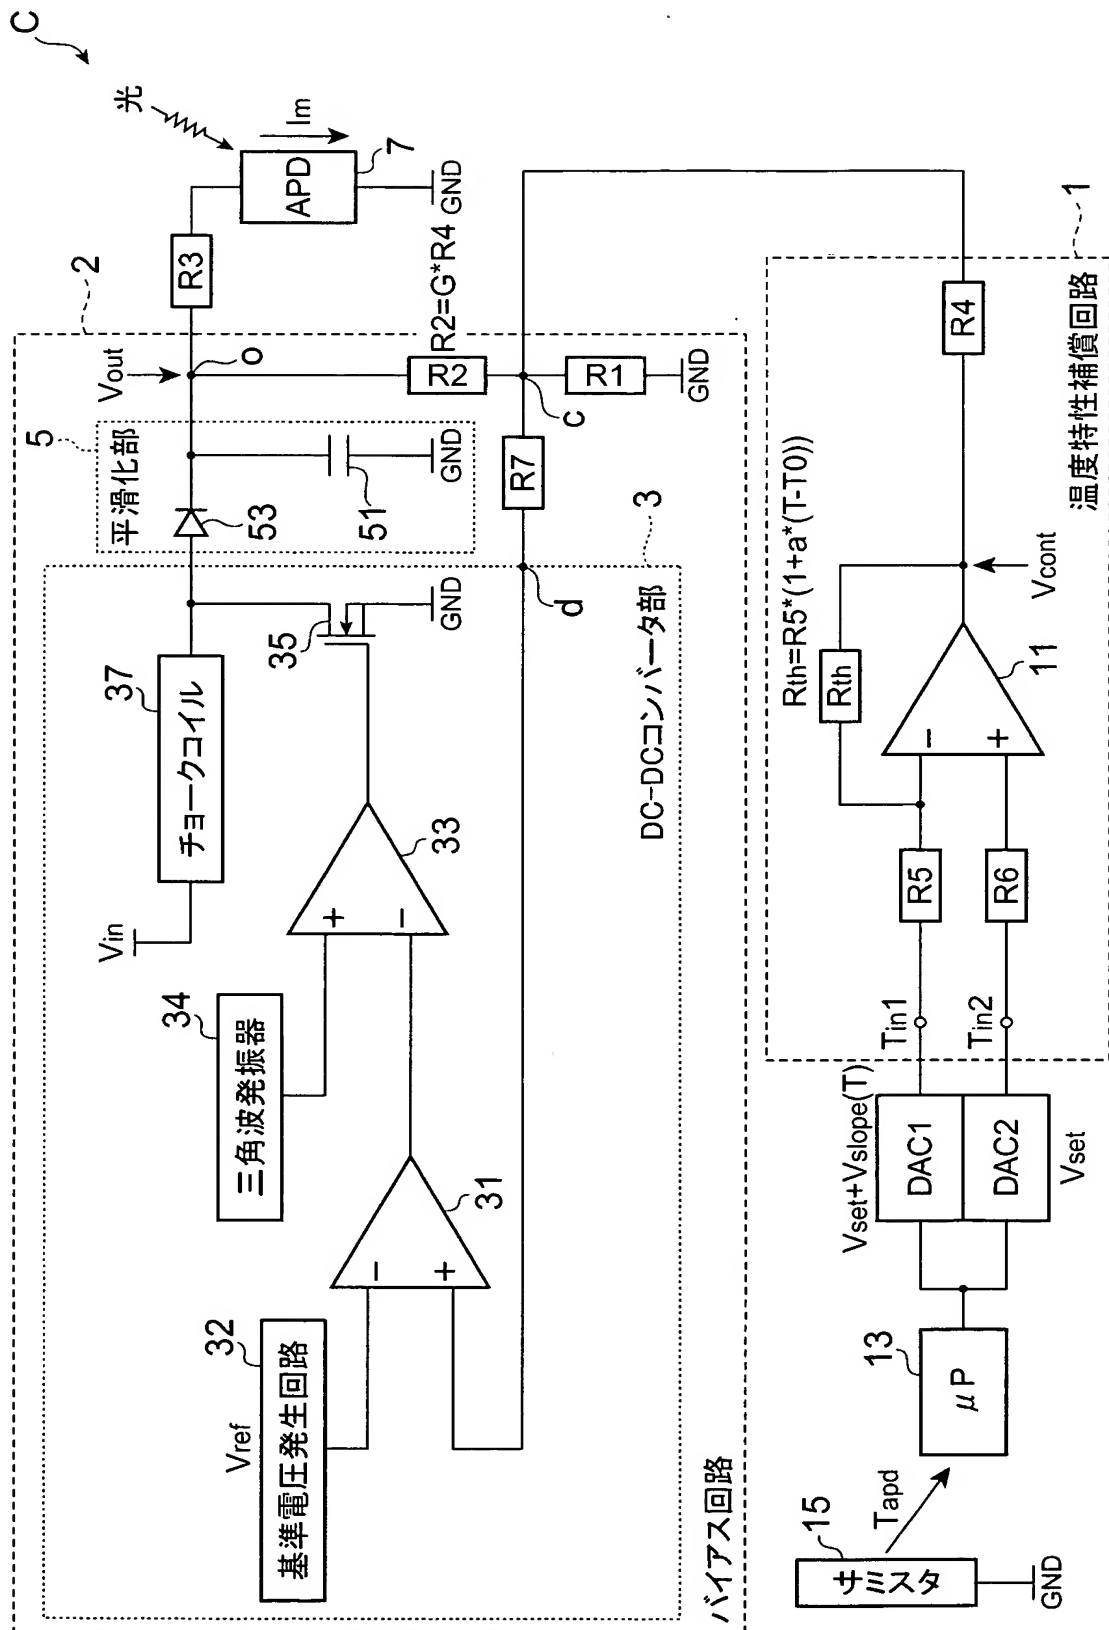 C
光
Im
APD
7
GND
R3
2
Vout
o
R2=G*R4
R2
c
R1
GND
R7
5
平滑化部
53
51
GND
3
d
DC-DCコンバータ部
35
GND
37
チョークコイル
Vin
33
+
−
34
三角波発振器
31
−
+
32
Vref
基準電圧発生回路
バイアス回路
1
温度特性補償回路
R4
Rth=R5*(1+a*(T-T0))
Rth
Vcont
11
−
+
R5
R6
Tin1
Tin2
Vset+Vslope(T)
DAC1
DAC2
Vset
13
μP
Tapd
15
サミスタ
GND